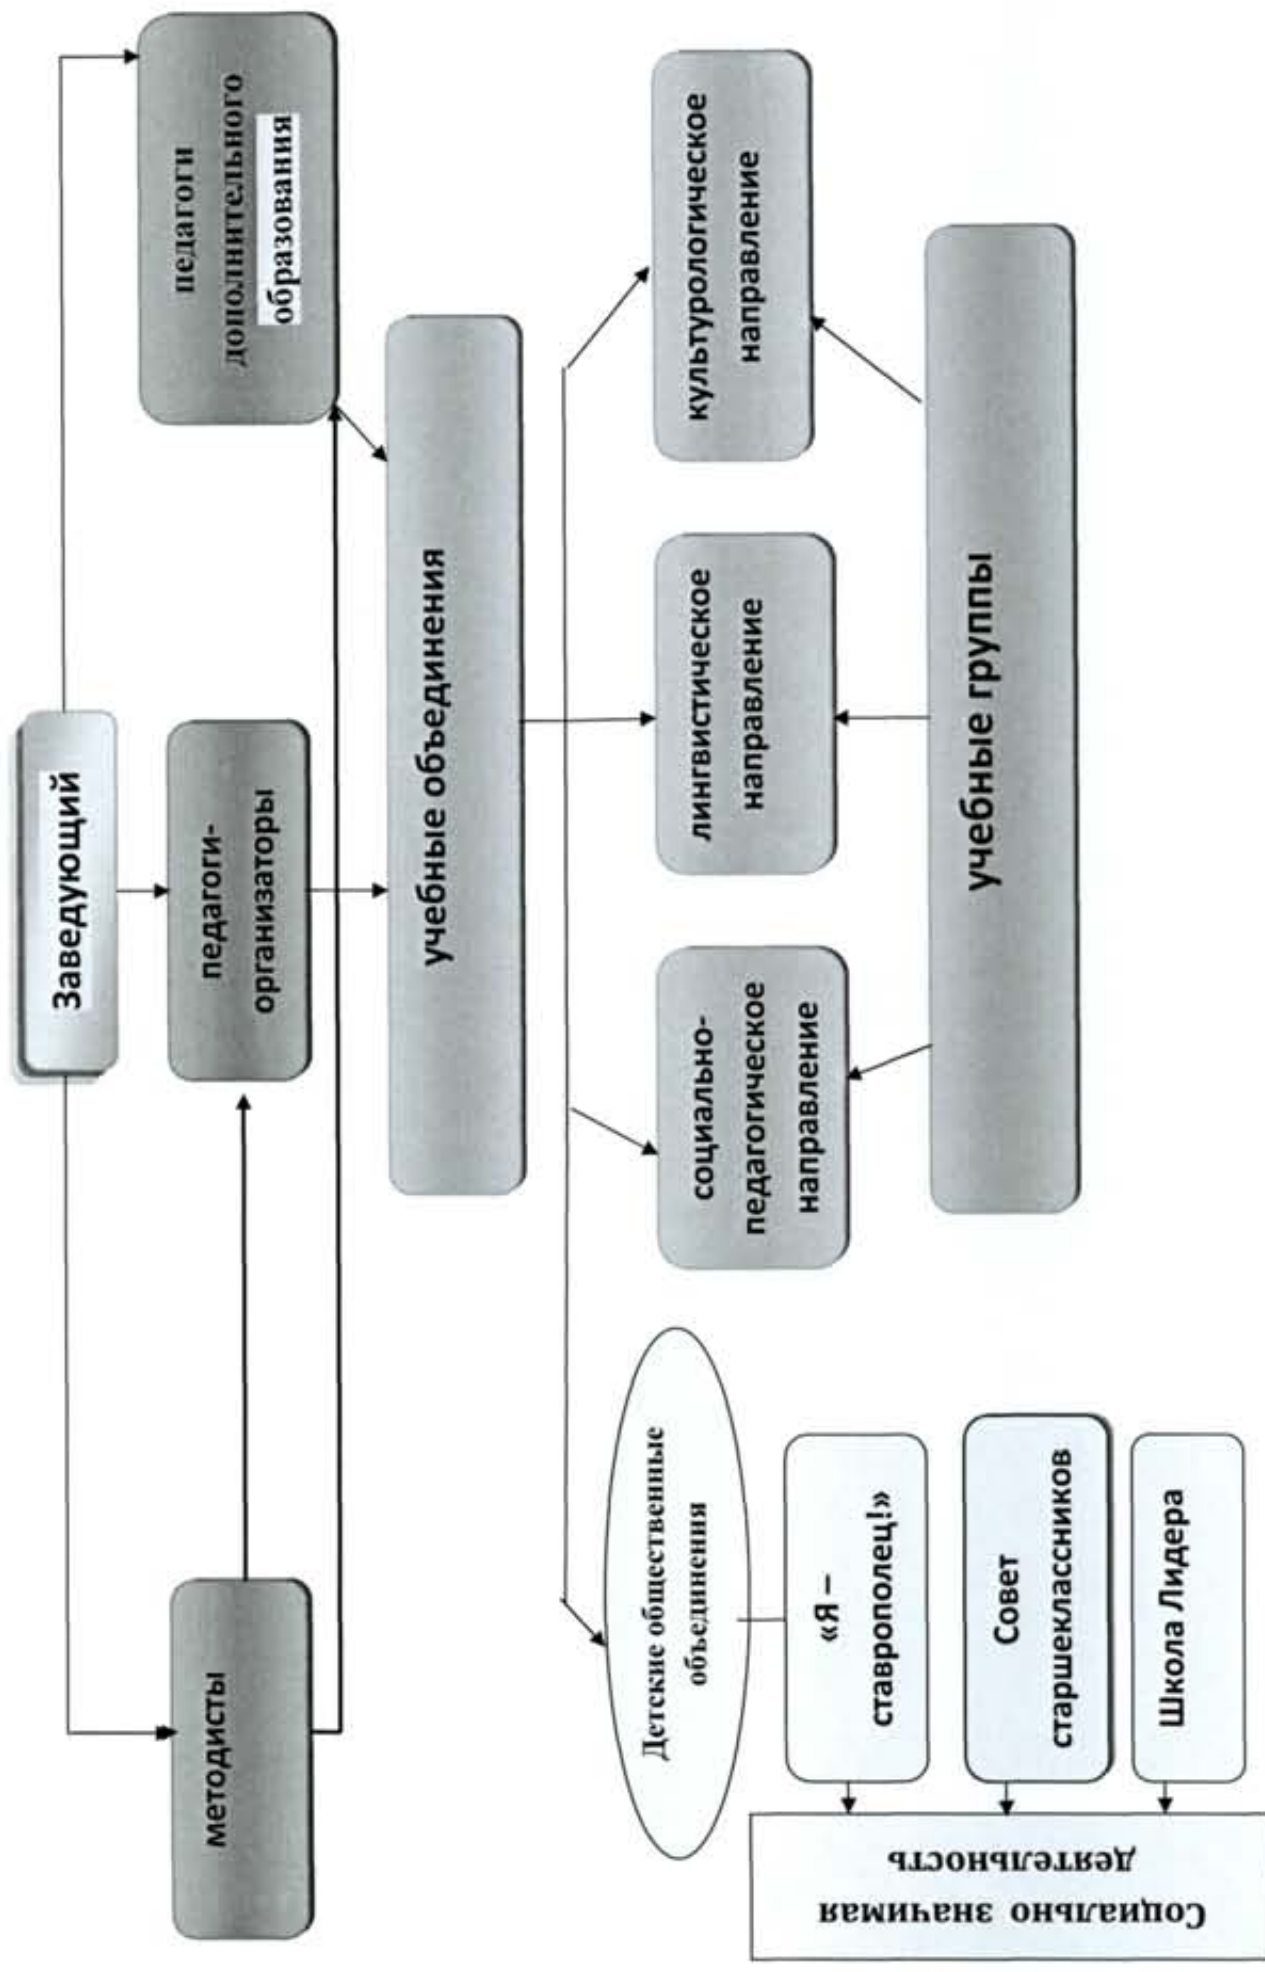 Заведующий
методисты
педагоги-
организаторы
педагоги
дополнительного
образования
учебные объединения
Детские общественные
объединения
социально-
педагогическое
направление
лингвистическое
направление
культурологическое
направление
«Я –
ставрополец!»
Совет
старшеклассников
Школа Лидера
учебные группы
Социально значимая
деятельность